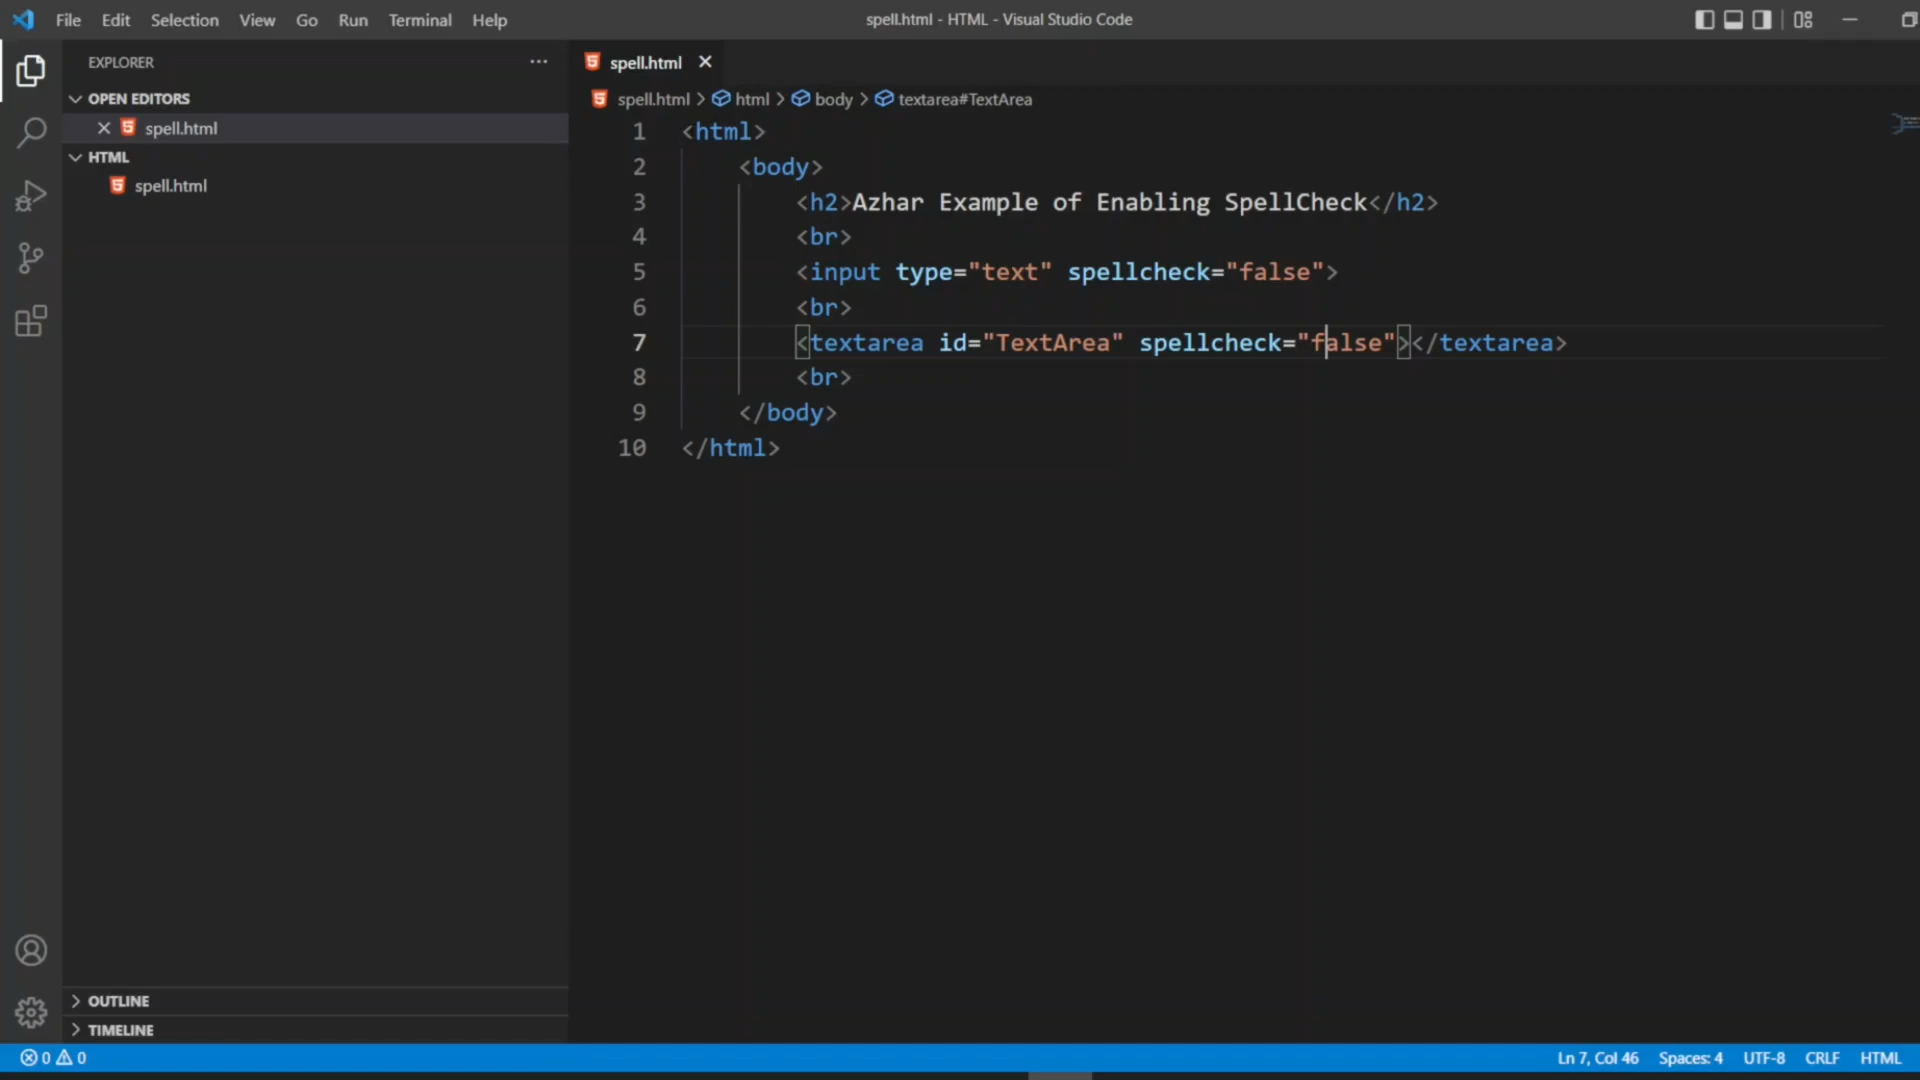 File Edit Selection View Go Run Terminal Help
spell.html - HTML - Visual Studio Code
EXPLORER
OPEN EDITORS
spell.html
HTML
spell.html
OUTLINE
TIMELINE
spell.html
spell.html > html > body > textarea#TextArea
1 <html>
2 <body>
3 <h2>Azhar Example of Enabling SpellCheck</h2>
4 <br>
5 <input type="text" spellcheck="false">
6 <br>
7 <textarea id="TextArea" spellcheck="false"></textarea>
8 <br>
9 </body>
10 </html>
0 0
Ln 7, Col 46 Spaces: 4 UTF-8 CRLF HTML